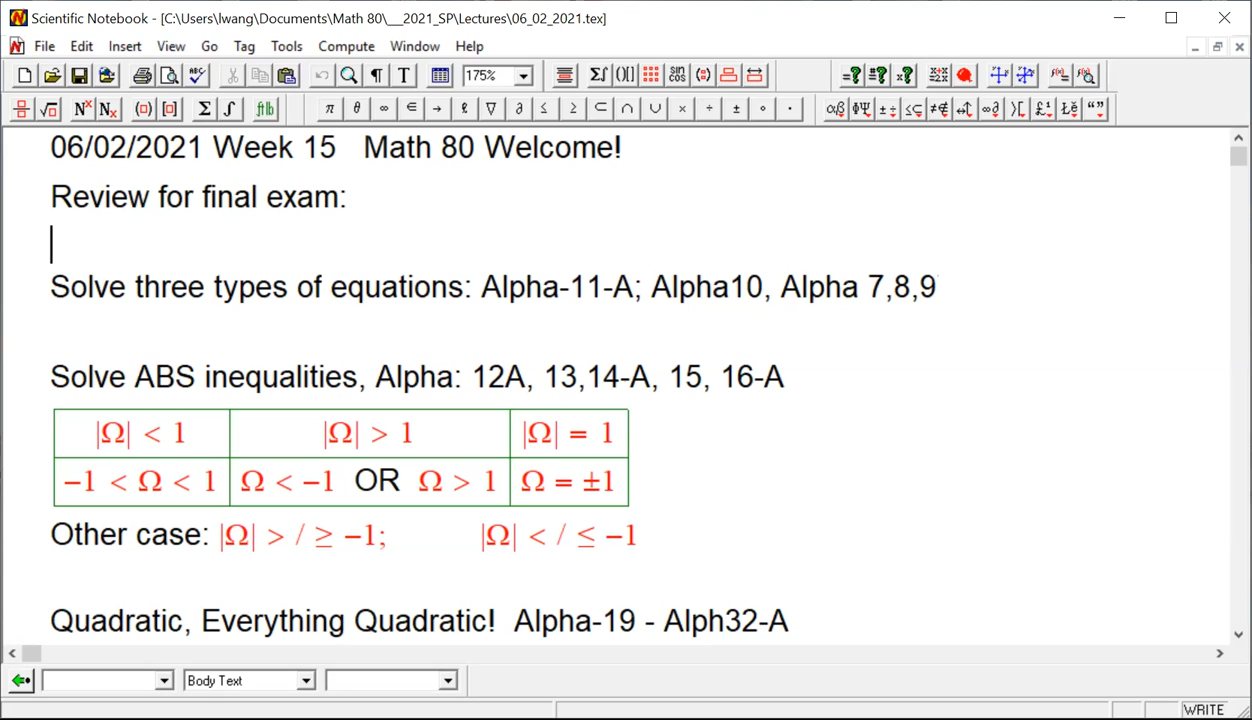 Scientific Notebook - [C:\Users\lwang\Documents\Math 80\__2021_SP\Lectures\06_02_2021.tex]
File Edit Insert View Go Tag Tools Compute Window Help
175%
06/02/2021 Week 15 Math 80 Welcome!
Review for final exam:
Solve three types of equations: Alpha-11-A; Alpha10, Alpha 7,8,9
Solve ABS inequalities, Alpha: 12A, 13,14-A, 15, 16-A
|Ω| < 1 |Ω| > 1 |Ω| = 1
−1 < Ω < 1 Ω < −1 OR Ω > 1 Ω = ±1
Other case: |Ω| > / ≥ −1; |Ω| < / ≤ −1
Quadratic, Everything Quadratic! Alpha-19 - Alph32-A
Body Text
WRITE